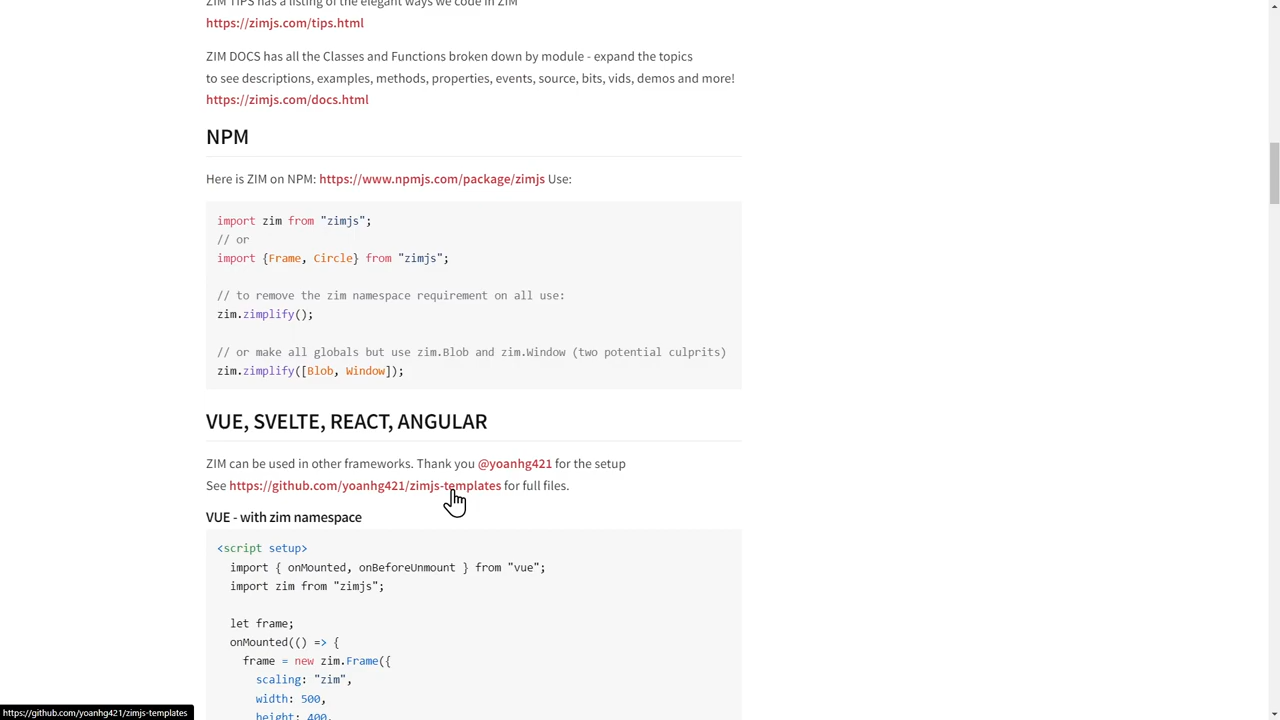 ZIM TIPS has a listing of the elegant ways we code in ZIM
https://zimjs.com/tips.html
ZIM DOCS has all the Classes and Functions broken down by module - expand the topics
to see descriptions, examples, methods, properties, events, source, bits, vids, demos and more!
https://zimjs.com/docs.html
NPM
Here is ZIM on NPM: https://www.npmjs.com/package/zimjs Use:
import zim from "zimjs";
// or
import {Frame, Circle} from "zimjs";
// to remove the zim namespace requirement on all use:
zim.zimplify();
// or make all globals but use zim.Blob and zim.Window (two potential culprits)
zim.zimplify([Blob, Window]);
VUE, SVELTE, REACT, ANGULAR
ZIM can be used in other frameworks. Thank you @yoanhg421 for the setup
See https://github.com/yoanhg421/zimjs-templates for full files.
VUE - with zim namespace
<script setup>
import { onMounted, onBeforeUnmount } from "vue";
import zim from "zimjs";
let frame;
onMounted(() => {
frame = new zim.Frame({
scaling: "zim",
width: 500,
height: 400,
https://github.com/yoanhg421/zimjs-templates